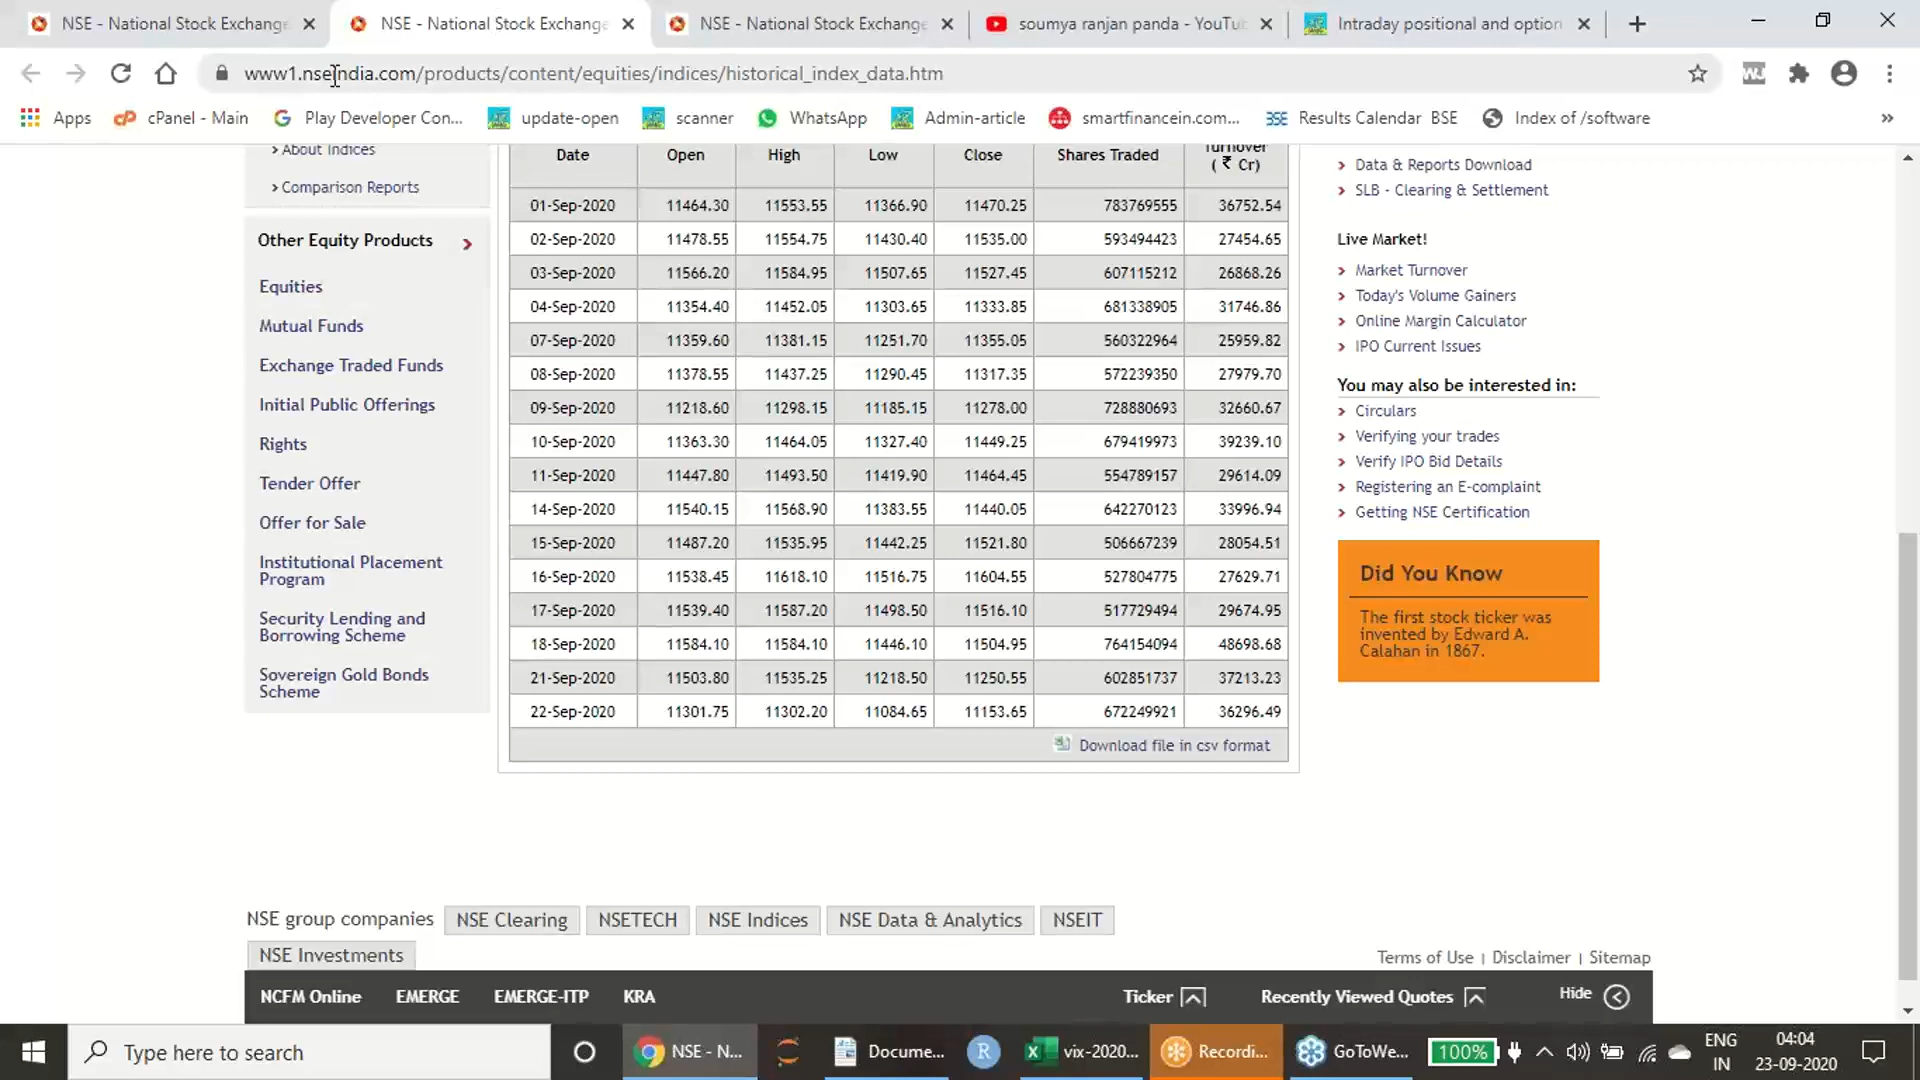 NSE - National Stock Exchange
NSE - National Stock Exchange
NSE - National Stock Exchange
soumya ranjan panda - YouTu
Intraday positional and option
www1.nseindia.com/products/content/equities/indices/historical_index_data.htm
Apps
cPanel - Main
Play Developer Con...
update-open
scanner
WhatsApp
Admin-article
smartfinancein.com...
BSE Results Calendar BSE
Index of /software
»
› About Indices
› Comparison Reports
Other Equity Products
Equities
Mutual Funds
Exchange Traded Funds
Initial Public Offerings
Rights
Tender Offer
Offer for Sale
Institutional Placement
Program
Security Lending and
Borrowing Scheme
Sovereign Gold Bonds
Scheme
Date Open High Low Close Shares Traded Turnover
( ₹ Cr)
01-Sep-2020 11464.30 11553.55 11366.90 11470.25 783769555 36752.54
02-Sep-2020 11478.55 11554.75 11430.40 11535.00 593494423 27454.65
03-Sep-2020 11566.20 11584.95 11507.65 11527.45 607115212 26868.26
04-Sep-2020 11354.40 11452.05 11303.65 11333.85 681338905 31746.86
07-Sep-2020 11359.60 11381.15 11251.70 11355.05 560322964 25959.82
08-Sep-2020 11378.55 11437.25 11290.45 11317.35 572239350 27979.70
09-Sep-2020 11218.60 11298.15 11185.15 11278.00 728880693 32660.67
10-Sep-2020 11363.30 11464.05 11327.40 11449.25 679419973 39239.10
11-Sep-2020 11447.80 11493.50 11419.90 11464.45 554789157 29614.09
14-Sep-2020 11540.15 11568.90 11383.55 11440.05 642270123 33996.94
15-Sep-2020 11487.20 11535.95 11442.25 11521.80 506667239 28054.51
16-Sep-2020 11538.45 11618.10 11516.75 11604.55 527804775 27629.71
17-Sep-2020 11539.40 11587.20 11498.50 11516.10 517729494 29674.95
18-Sep-2020 11584.10 11584.10 11446.10 11504.95 764154094 48698.68
21-Sep-2020 11503.80 11535.25 11218.50 11250.55 602851737 37213.23
22-Sep-2020 11301.75 11302.20 11084.65 11153.65 672249921 36296.49
Download file in csv format
Data & Reports Download
SLB - Clearing & Settlement
Live Market!
Market Turnover
Today's Volume Gainers
Online Margin Calculator
IPO Current Issues
You may also be interested in:
Circulars
Verifying your trades
Verify IPO Bid Details
Registering an E-complaint
Getting NSE Certification
Did You Know
The first stock ticker was
invented by Edward A.
Calahan in 1867.
NSE group companies NSE Clearing NSETECH NSE Indices NSE Data & Analytics NSEIT
NSE Investments
Terms of Use | Disclaimer | Sitemap
NCFM Online EMERGE EMERGE-ITP KRA Ticker Recently Viewed Quotes Hide
Type here to search
NSE - N...
Docume...
R
vix-2020...
Recordi...
GoToWe...
100%
ENG
IN
04:04
23-09-2020